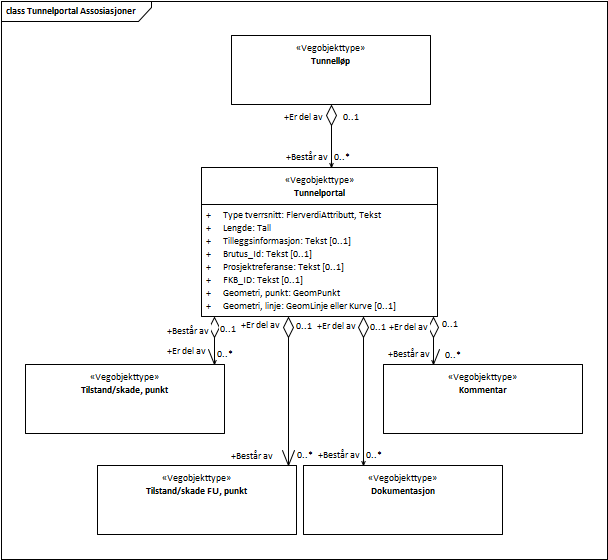 class Tunnelportal Assosiasjoner
«Vegobjekttype»
Tunnelløp
+Er del av 0..1
+Består av 0..*
«Vegobjekttype»
Tunnelportal
+ Type tverrsnitt: FlerverdiAttributt, Tekst
+ Lengde: Tall
+ Tilleggsinformasjon: Tekst [0..1]
+ Brutus_Id: Tekst [0..1]
+ Prosjektreferanse: Tekst [0..1]
+ FKB_ID: Tekst [0..1]
+ Geometri, punkt: GeomPunkt
+ Geometri, linje: GeomLinje eller Kurve [0..1]
+Består av 0..1 +Er del av 0..1 +Er del av 0..1 +Er del av 0..1
+Er del av 0..* +Består av 0..*
«Vegobjekttype»
Tilstand/skade, punkt
«Vegobjekttype»
Kommentar
+Består av 0..* +Består av 0..*
«Vegobjekttype»
Tilstand/skade FU, punkt
«Vegobjekttype»
Dokumentasjon